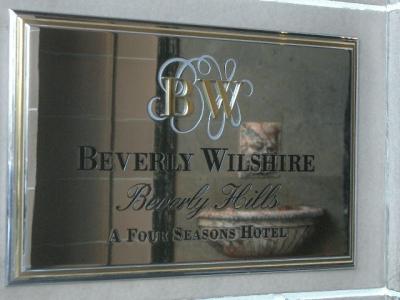 BW
BEVERLY WILSHIRE
Beverly Hills
A FOUR SEASONS HOTEL